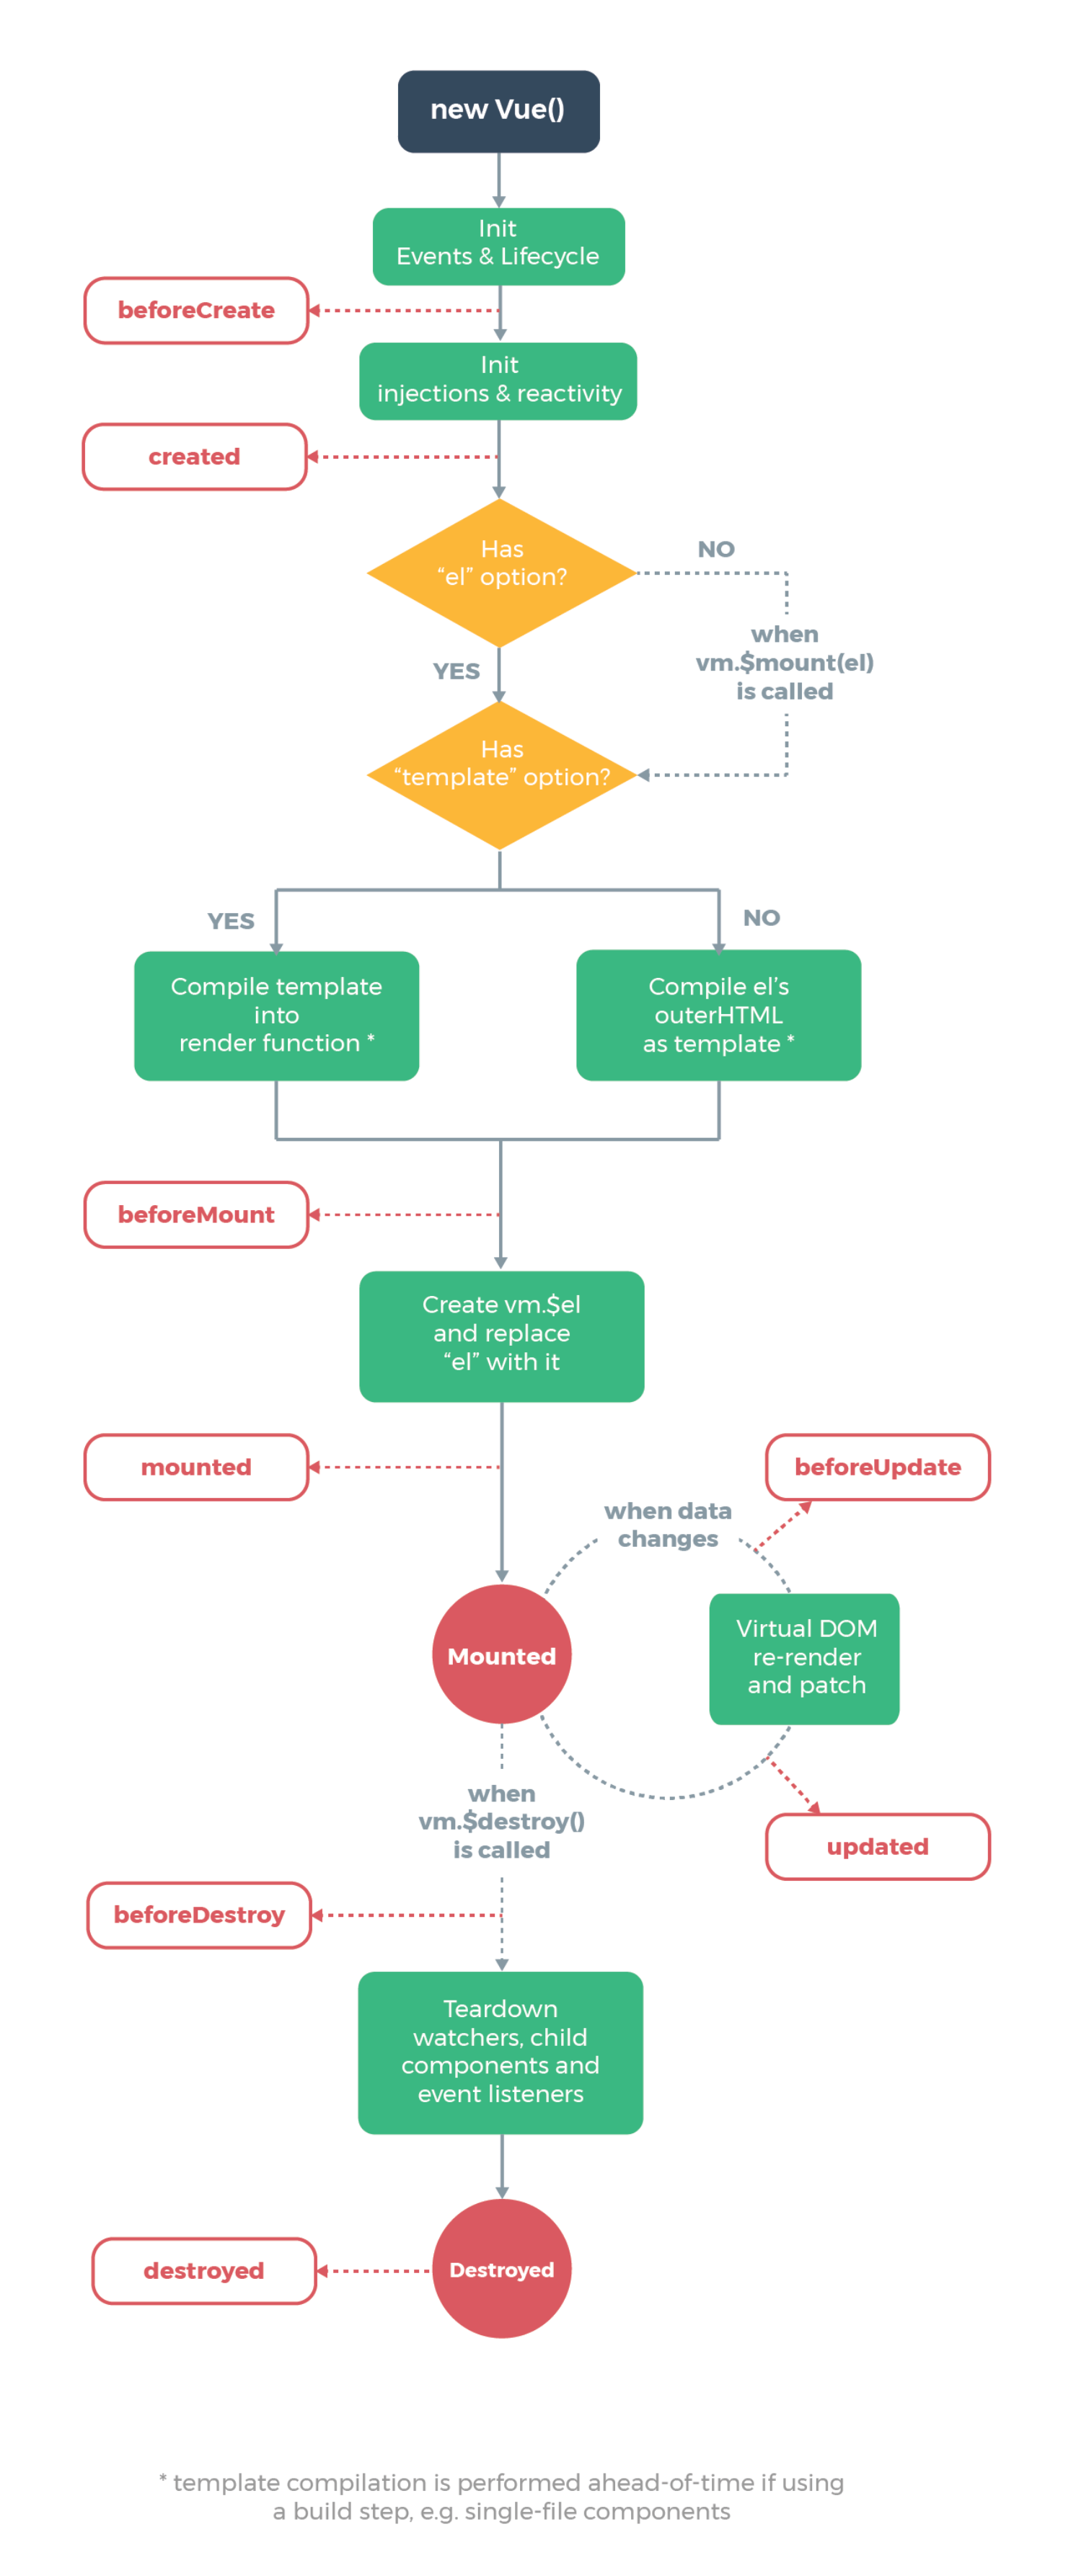 new Vue()
Init
Events & Lifecycle
beforeCreate
Init
injections & reactivity
created
Has
“el” option?
NO
when
vm.$mount(el)
is called
YES
Has
“template” option?
YES
NO
Compile template
into
render function *
Compile el’s
outerHTML
as template *
beforeMount
Create vm.$el
and replace
“el” with it
mounted
beforeUpdate
when data
changes
Mounted
Virtual DOM
re-render
and patch
when
vm.$destroy()
is called
updated
beforeDestroy
Teardown
watchers, child
components and
event listeners
destroyed
Destroyed
* template compilation is performed ahead-of-time if using
a build step, e.g. single-file components